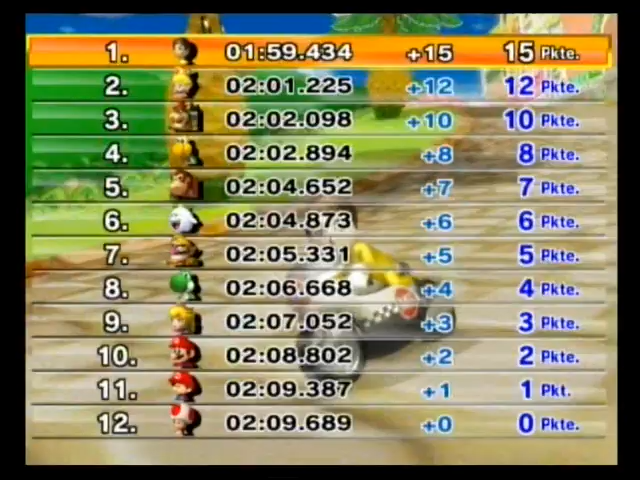 1. 01:59.434 +15 15 Pkte.
2. 02:01.225 +12 12 Pkte.
3. 02:02.098 +10 10 Pkte.
4. 02:02.894 +8 8 Pkte.
5. 02:04.652 +7 7 Pkte.
6. 02:04.873 +6 6 Pkte.
7. 02:05.331 +5 5 Pkte.
8. 02:06.668 +4 4 Pkte.
9. 02:07.052 +3 3 Pkte.
10. 02:08.802 +2 2 Pkte.
11. 02:09.387 +1 1 Pkt.
12. 02:09.689 +0 0 Pkte.